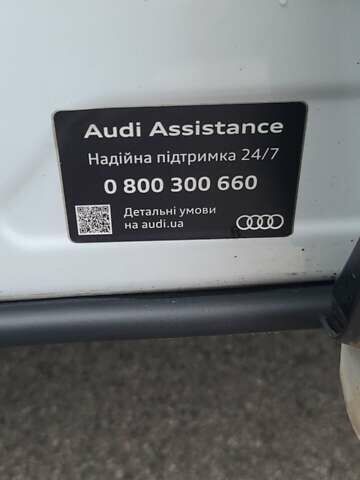 Audi Assistance
Надійна підтримка 24/7
0 800 300 660
Детальні умови
на audi.ua